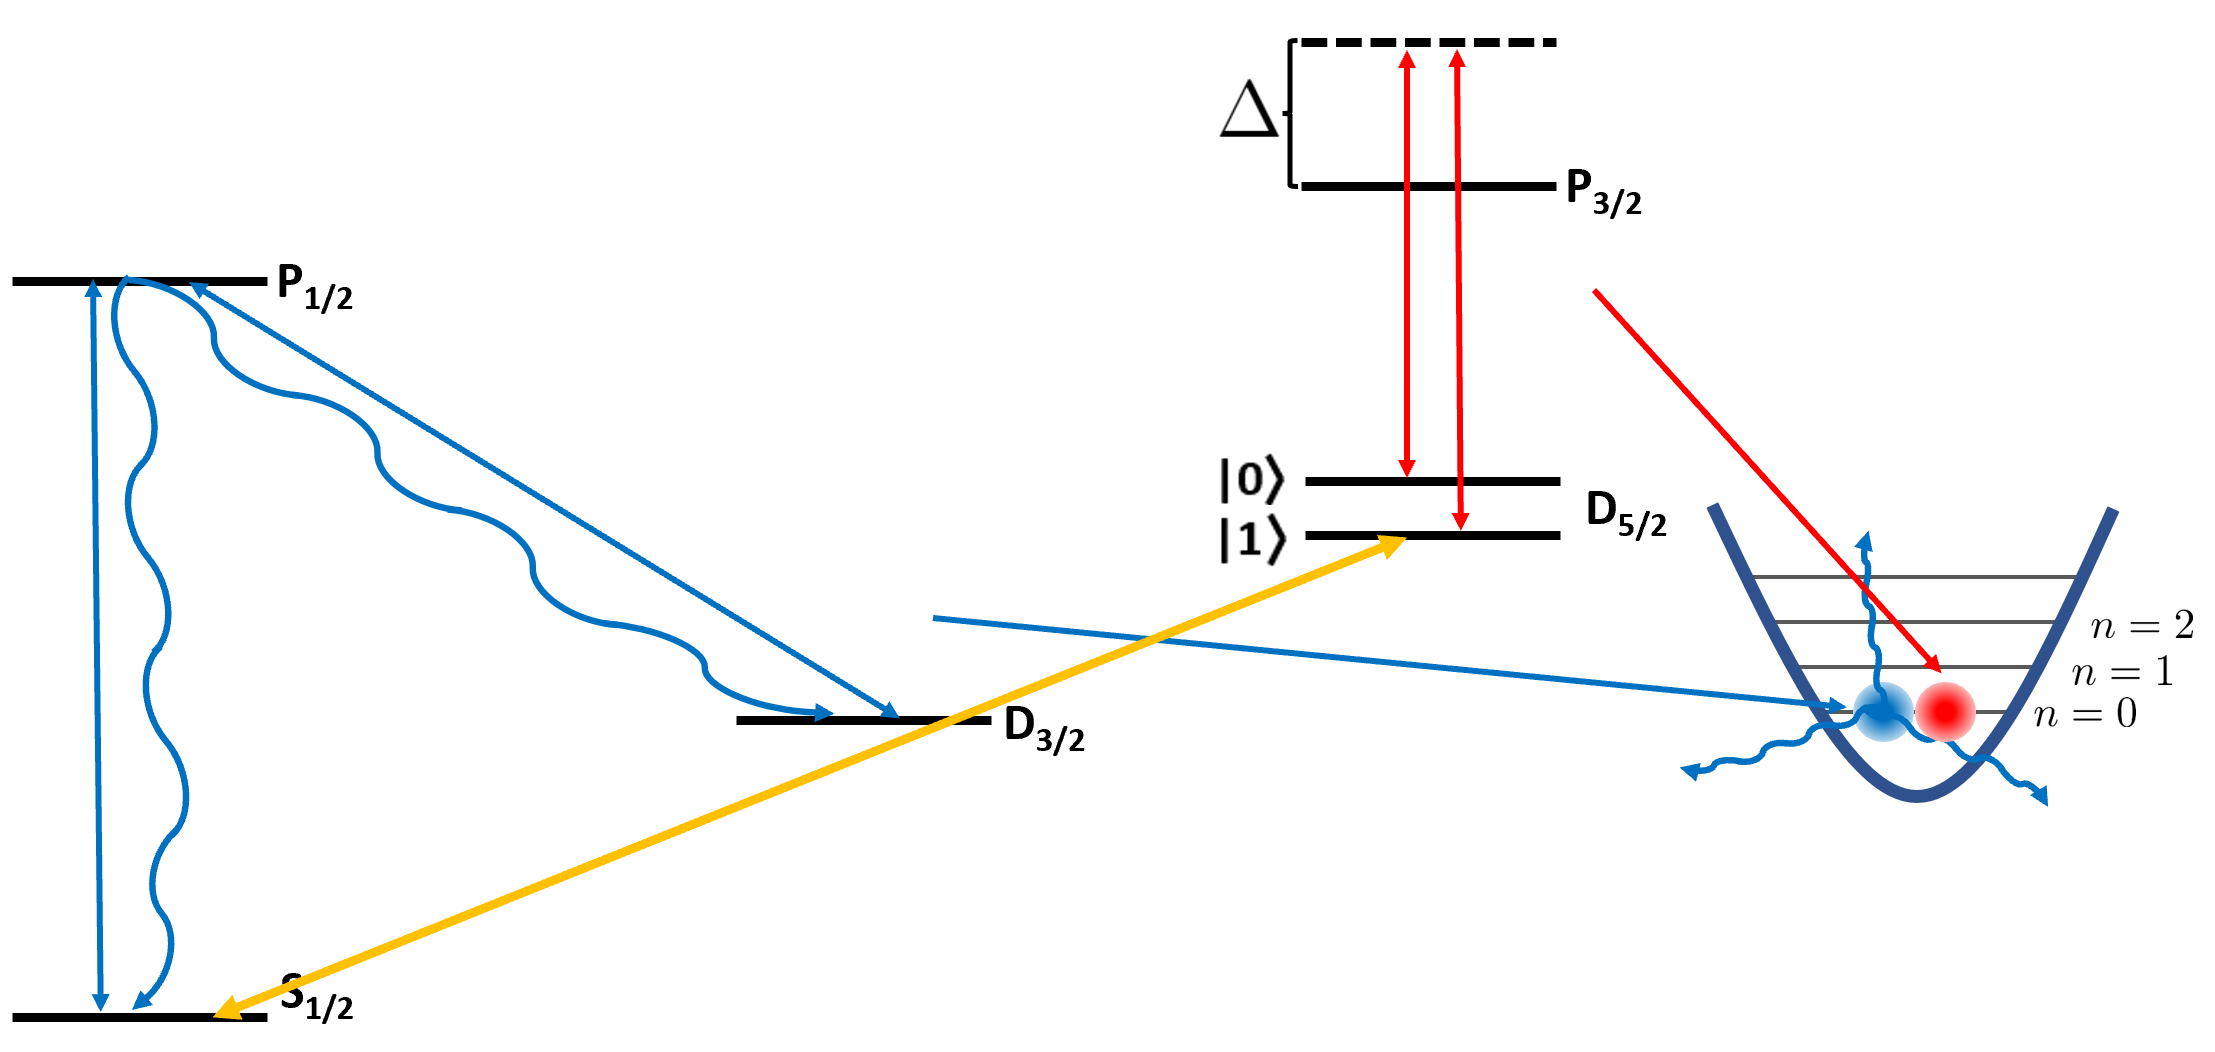 Δ
P3/2
P1/2
|0⟩
D5/2
|1⟩
n = 2
n = 1
n = 0
D3/2
S1/2